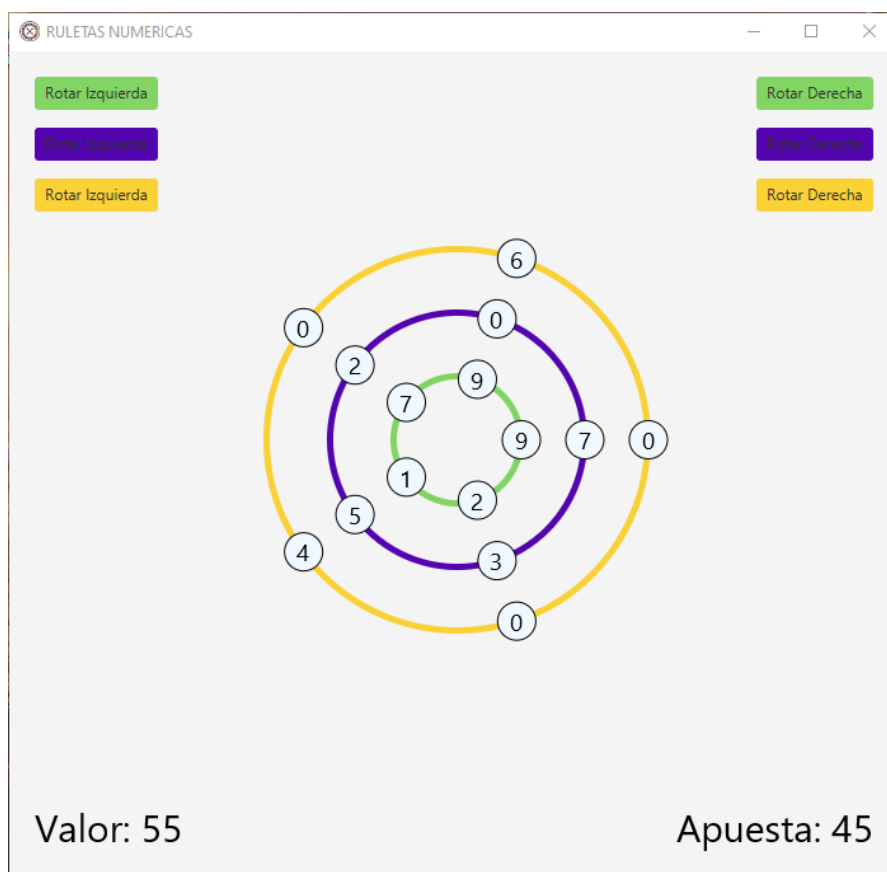 RULETAS NUMERICAS
Rotar Izquierda
Rotar Derecha
Rotar Izquierda
Rotar Derecha
Rotar Izquierda
Rotar Derecha
6
0
0
2
9
7
9
7
0
1
2
5
3
4
0
Valor: 55
Apuesta: 45